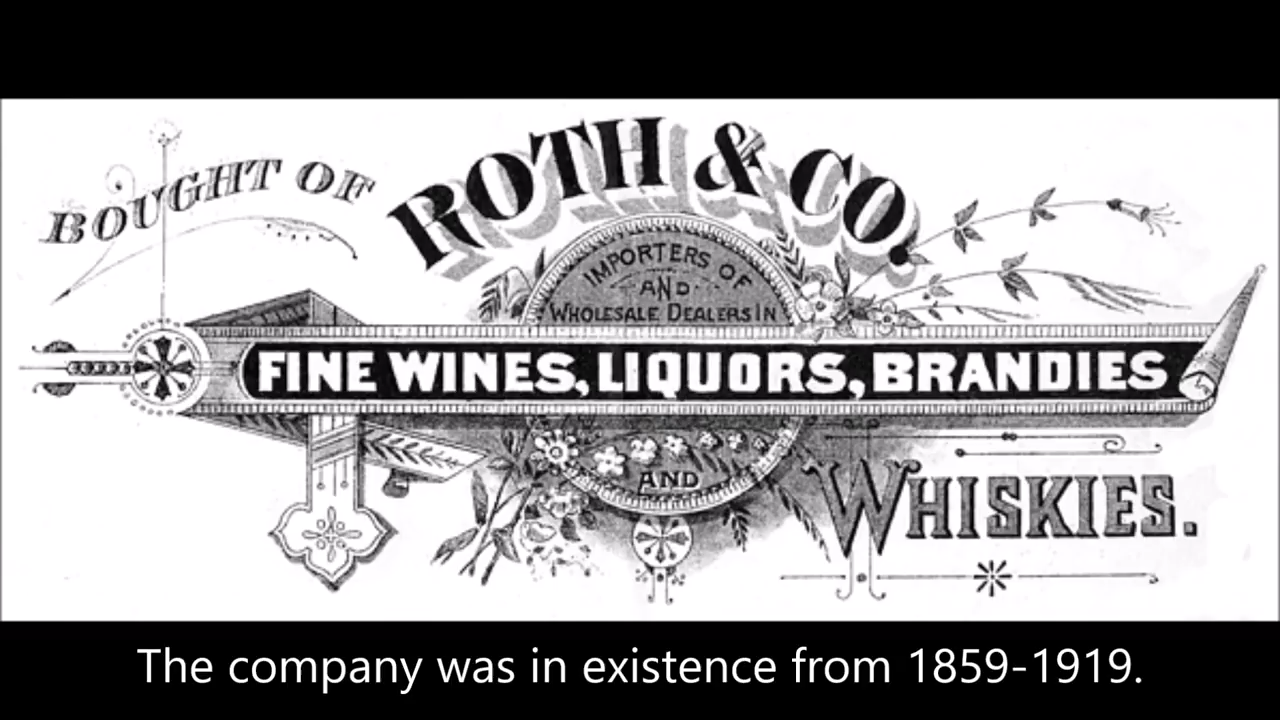 BOUGHT OF
ROTH & CO.
IMPORTERS OF
AND
WHOLESALE DEALERS IN
FINE WINES, LIQUORS, BRANDIES
AND
WHISKIES.
The company was in existence from 1859-1919.